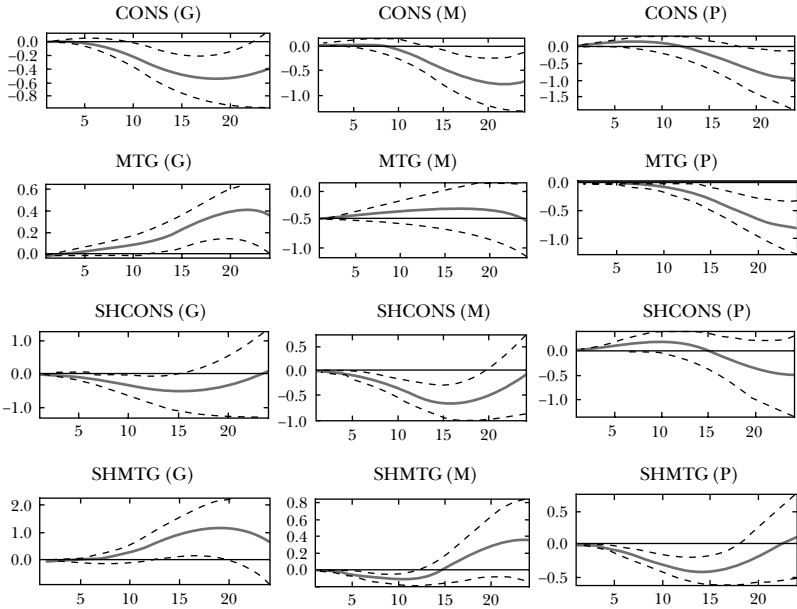 CONS (G) CONS (M) CONS (P)
0.0 0.0 0.0
−0.2 −0.5 −0.5
−0.4 −1.0 −1.0
−0.6 −1.5
−0.8
5 10 15 20 5 10 15 20 5 10 15 20
MTG (G) MTG (M) MTG (P)
0.6 0.0 0.0
0.4 −0.5 −0.5
0.2 −1.0 −1.0
0.0
5 10 15 20 5 10 15 20 5 10 15 20
SHCONS (G) SHCONS (M) SHCONS (P)
1.0 0.5 0.0
0.0 0.0 −0.5
−1.0 −0.5 −1.0
−1.0
5 10 15 20 5 10 15 20 5 10 15 20
SHMTG (G) SHMTG (M) SHMTG (P)
2.0 0.8 0.5
1.0 0.6 0.0
0.0 0.4 −0.5
0.2
0.0
5 10 15 20 5 10 15 20 5 10 15 20